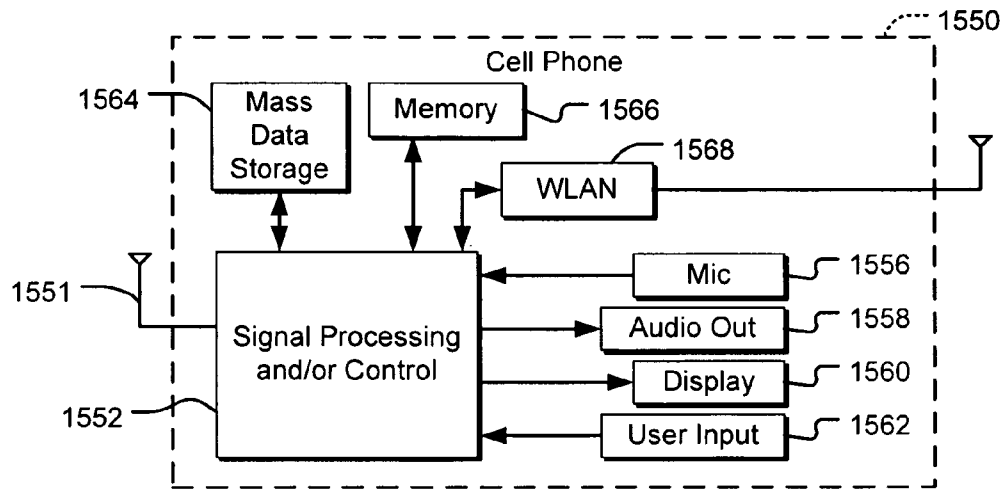 1550
Cell Phone
1564
Mass
Data
Storage
Memory
1566
1568
WLAN
1551
Signal Processing
and/or Control
1552
Mic
1556
Audio Out
1558
Display
1560
User Input
1562